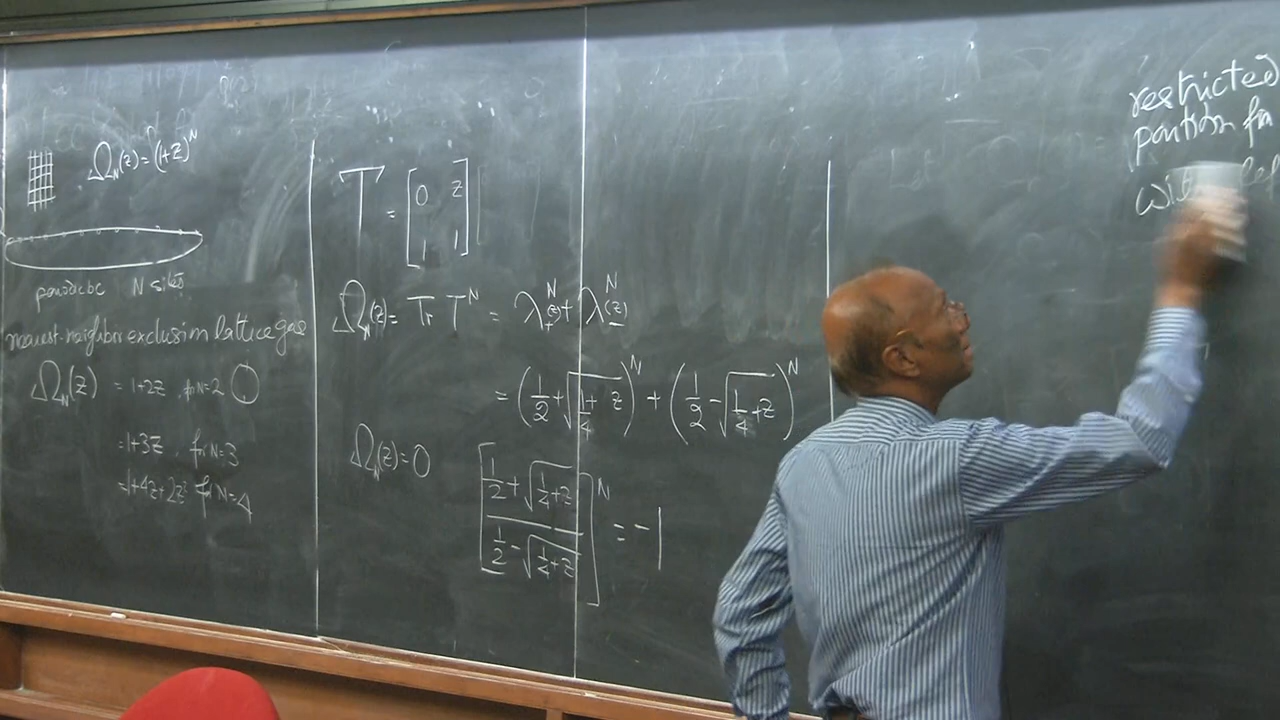 Ω_N(z) = (1+z)^N
periodic bc N sites
nearest-neighbor exclusion lattice gas
Ω_N(z) = 1+2z , for N=2
=1+3z, for N=3
=1+4z+2z² for N=4
T = [0 z
1 1]
Ω_N(z) = Tr T^N = λ_+^N(z) + λ_-^N(z)
= (1/2 + √(1/4 + z))^N + (1/2 - √(1/4 + z))^N
Ω_N(z) = 0
[(1/2 + √(1/4 + z)) / (1/2 - √(1/4 + z))]^N = -1
restricted
partition fn